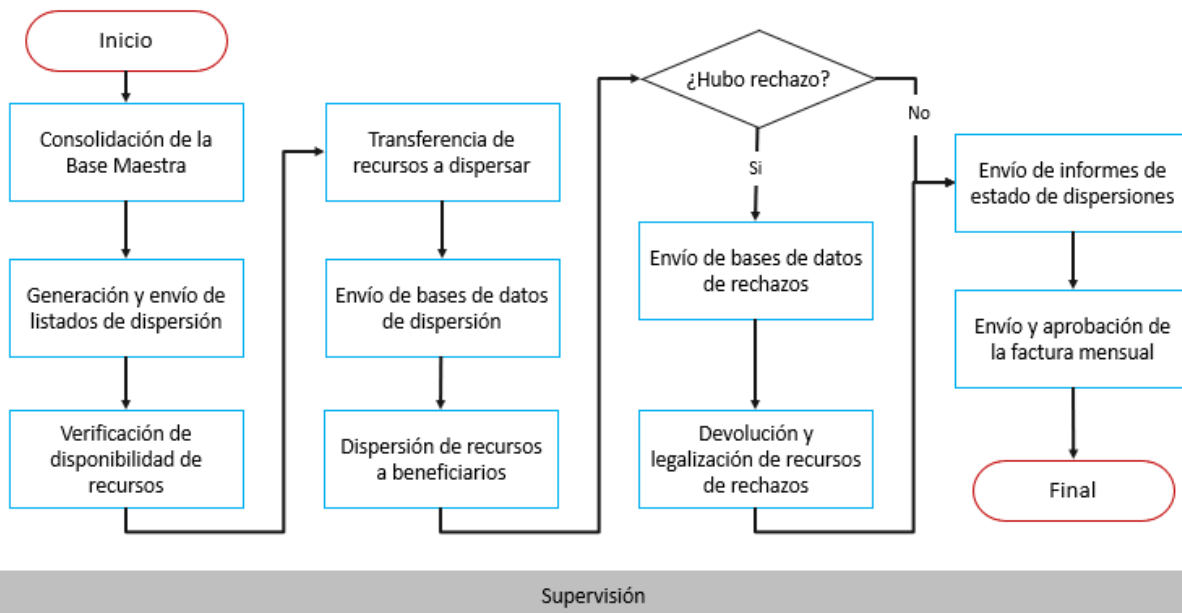 Inicio
Consolidación de la
Base Maestra
Generación y envío de
listados de dispersión
Verificación de
disponibilidad de
recursos
Transferencia de
recursos a dispersar
Envío de bases de datos
de dispersión
Dispersión de recursos
a beneficiarios
¿Hubo rechazo?
Si
No
Envío de bases de datos
de rechazos
Devolución y
legalización de recursos
de rechazos
Envío de informes de
estado de dispersiones
Envío y aprobación de
la factura mensual
Final
Supervisión